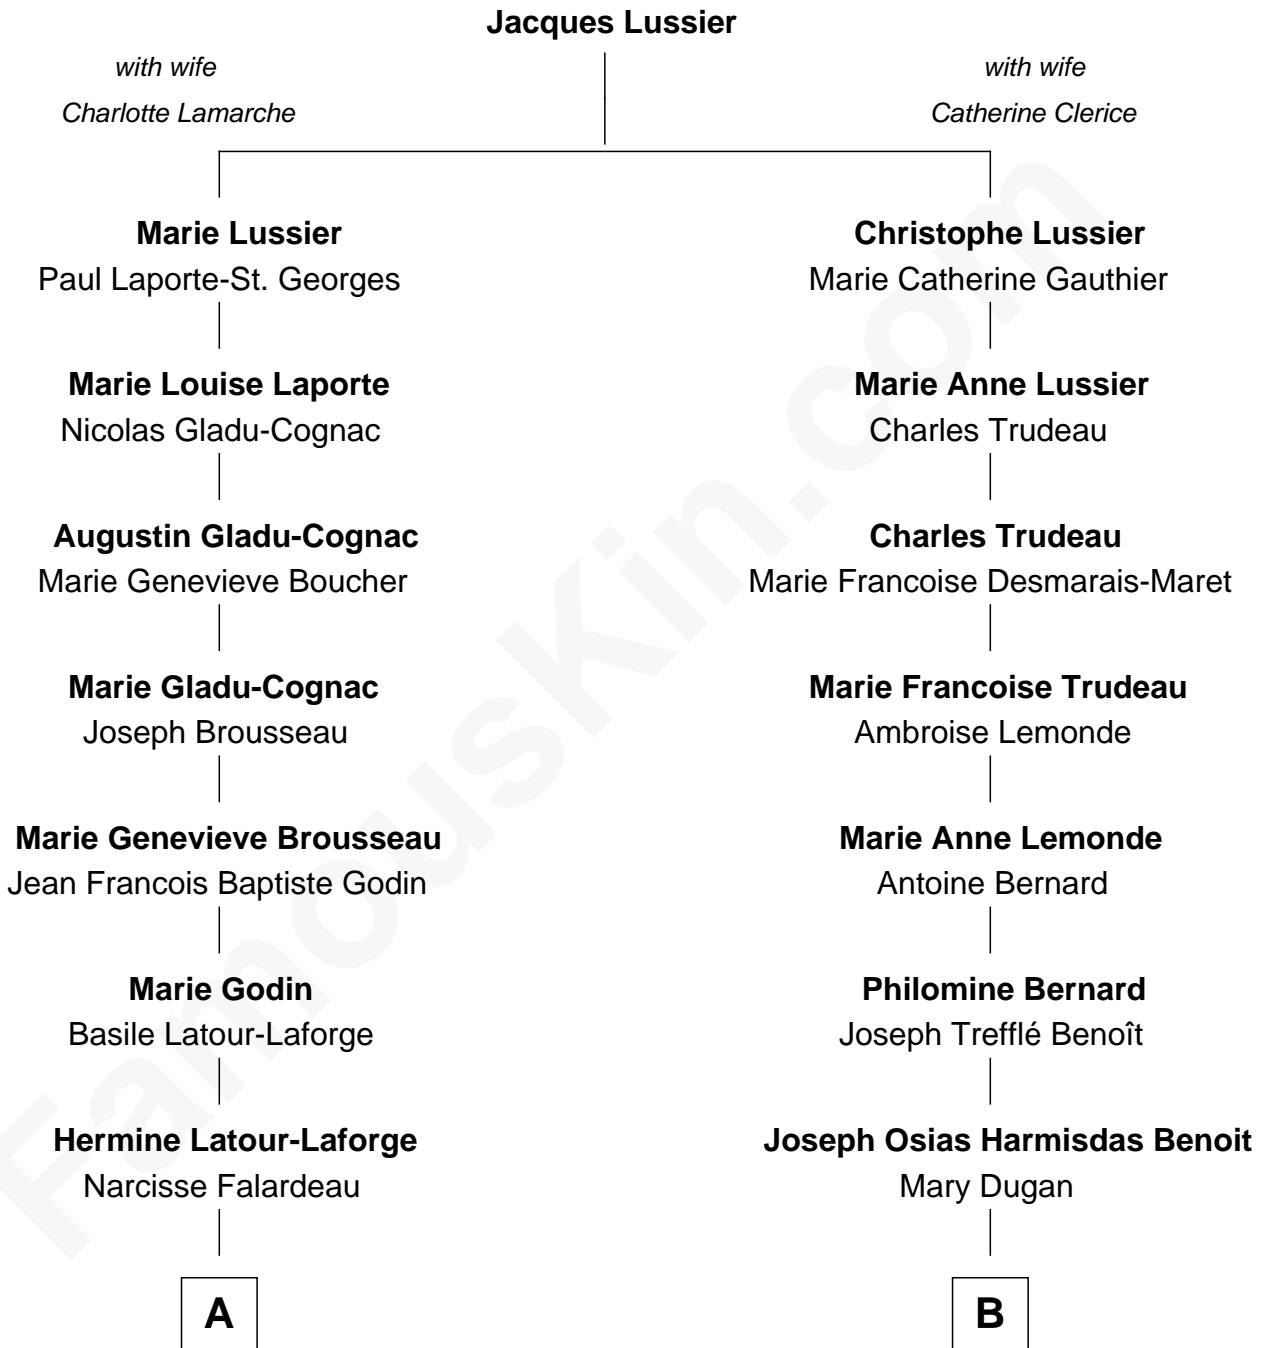 Jacques Lussier
with wife
Charlotte Lamarche
with wife
Catherine Clerice
Marie Lussier
Paul Laporte-St. Georges
Christophe Lussier
Marie Catherine Gauthier
Marie Louise Laporte
Nicolas Gladu-Cognac
Marie Anne Lussier
Charles Trudeau
Augustin Gladu-Cognac
Marie Genevieve Boucher
Charles Trudeau
Marie Francoise Desmarais-Maret
Marie Gladu-Cognac
Joseph Brousseau
Marie Francoise Trudeau
Ambroise Lemonde
Marie Genevieve Brousseau
Jean Francois Baptiste Godin
Marie Anne Lemonde
Antoine Bernard
Marie Godin
Basile Latour-Laforge
Philomine Bernard
Joseph Trefflé Benoît
Hermine Latour-Laforge
Narcisse Falardeau
Joseph Osias Harmisdas Benoit
Mary Dugan
A
B
FamousKin.com